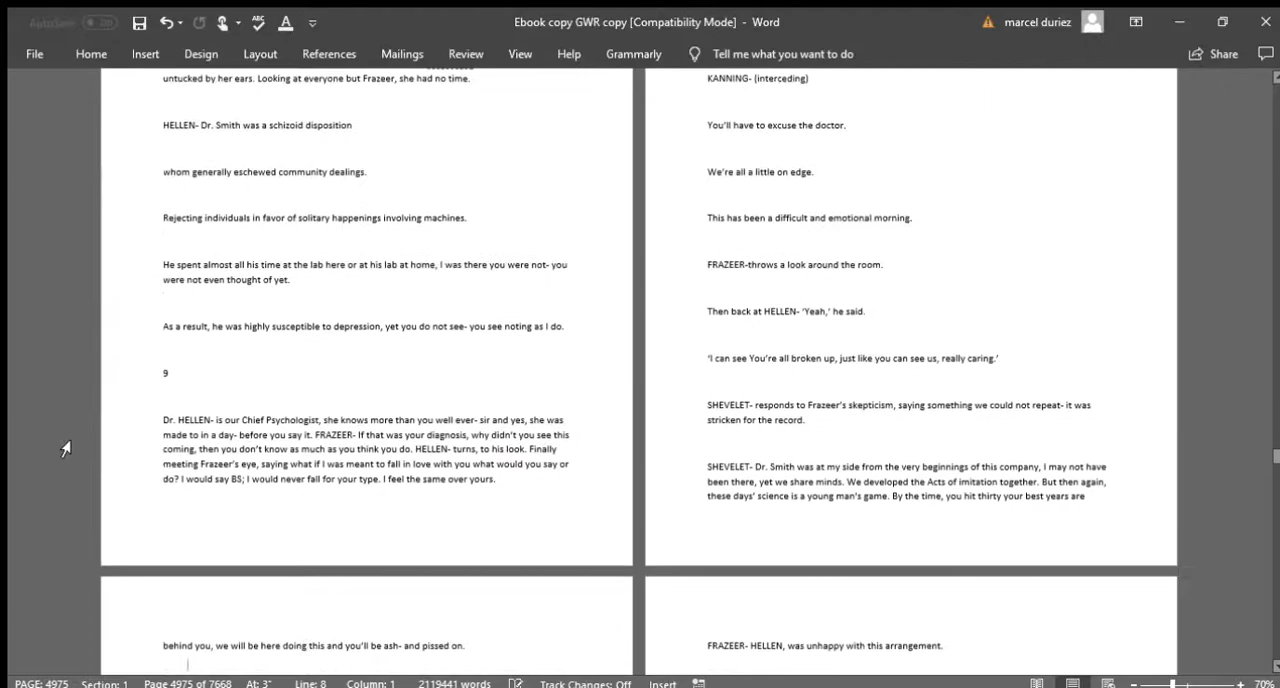 AutoSave Off
Ebook copy GWR copy [Compatibility Mode] - Word
marcel duriez
File Home Insert Design Layout References Mailings Review View Help Grammarly Tell me what you want to do Share
untucked by her ears. Looking at everyone but Frazeer, she had no time.
HELLEN- Dr. Smith was a schizoid disposition
whom generally eschewed community dealings.
Rejecting individuals in favor of solitary happenings involving machines.
He spent almost all his time at the lab here or at his lab at home, I was there you were not- you
were not even thought of yet.
As a result, he was highly susceptible to depression, yet you do not see- you see noting as I do.
9
Dr. HELLEN- is our Chief Psychologist, she knows more than you well ever- sir and yes, she was
made to in a day- before you say it. FRAZEER- If that was your diagnosis, why didn't you see this
coming, then you don't know as much as you think you do. HELLEN- turns, to his look. Finally
meeting Frazeer's eye, saying what if I was meant to fall in love with you what would you say or
do? I would say BS; I would never fall for your type. I feel the same over yours.
KANNING- (interceding)
You'll have to excuse the doctor.
We're all a little on edge.
This has been a difficult and emotional morning.
FRAZEER-throws a look around the room.
Then back at HELLEN- 'Yeah,' he said.
'I can see You're all broken up, just like you can see us, really caring.'
SHEVELET- responds to Frazeer's skepticism, saying something we could not repeat- it was
stricken for the record.
SHEVELET- Dr. Smith was at my side from the very beginnings of this company, I may not have
been there, yet we share minds. We developed the Acts of imitation together. But then again,
these days' science is a young man's game. By the time, you hit thirty your best years are
behind you, we will be here doing this and you'll be ash- and pissed on.
FRAZEER- HELLEN, was unhappy with this arrangement.
PAGE: 4975 Section: 1 Page 4975 of 7668 At: 3" Line: 8 Column: 1 2119441 words Track Changes: Off Insert 70%